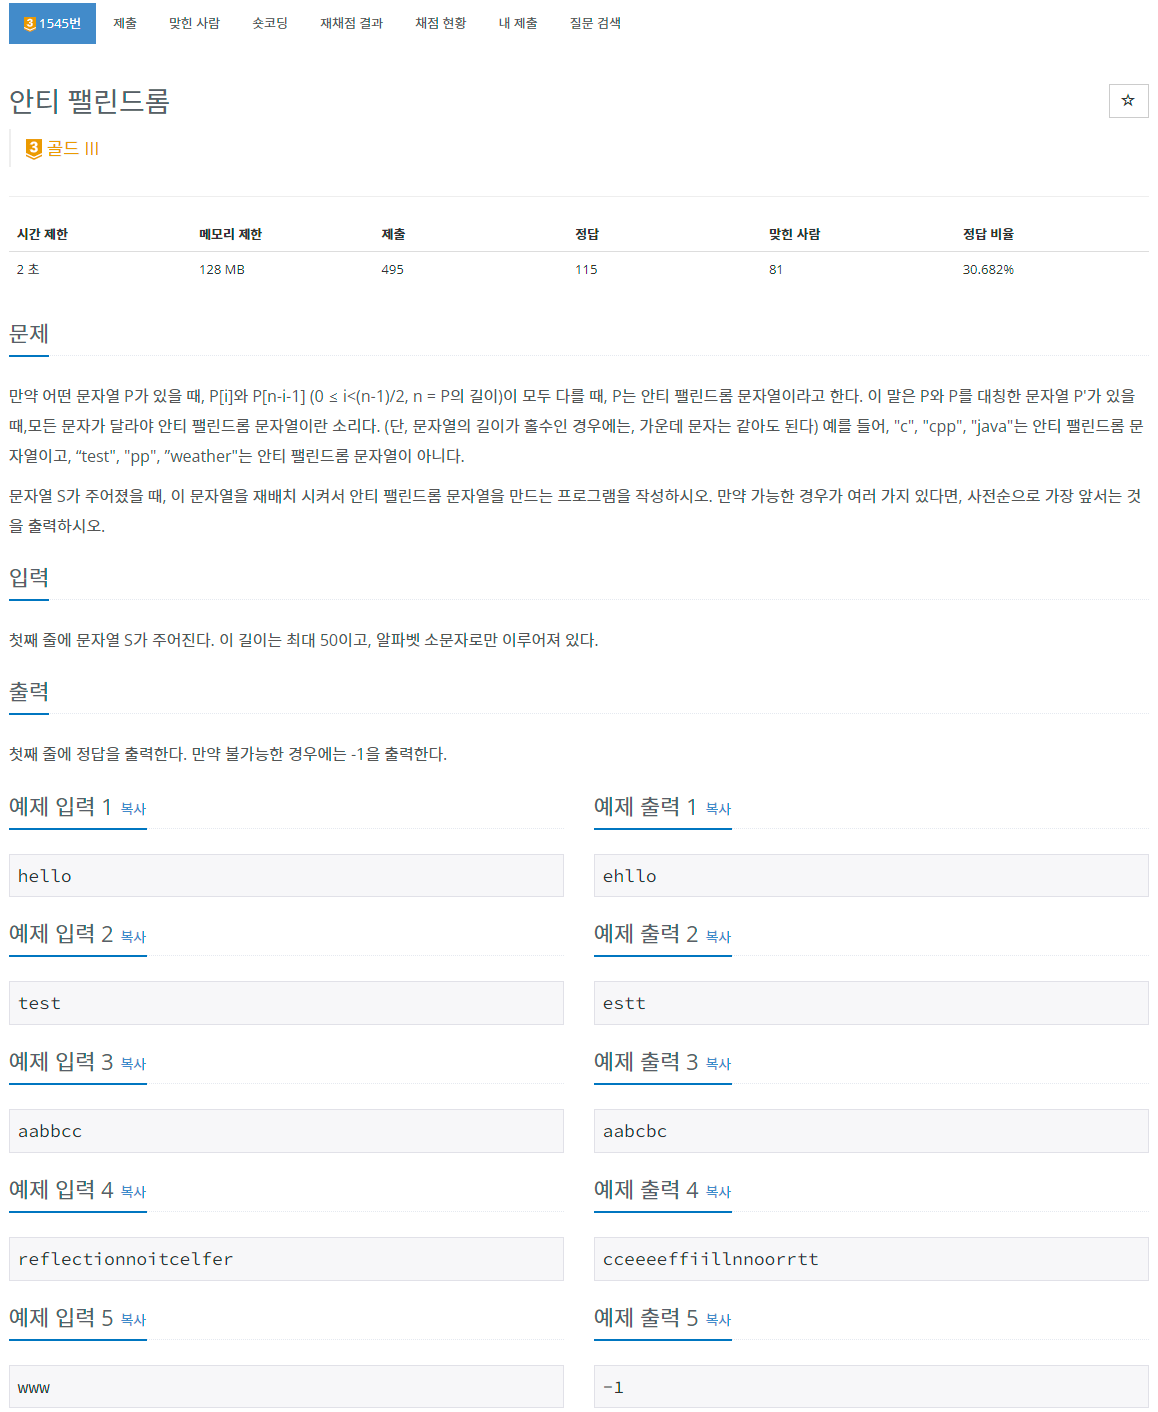 3 1545번 제출 맞힌 사람 숏코딩 재채점 결과 채점 현황 내 제출 질문 검색
안티 팰린드롬
☆
3 골드 III
시간 제한 메모리 제한 제출 정답 맞힌 사람 정답 비율
2 초 128 MB 495 115 81 30.682%
문제
만약 어떤 문자열 P가 있을 때, P[i]와 P[n-i-1] (0 ≤ i<(n-1)/2, n = P의 길이)이 모두 다를 때, P는 안티 팰린드롬 문자열이라고 한다. 이 말은 P와 P를 대칭한 문자열 P'가 있을
때,모든 문자가 달라야 안티 팰린드롬 문자열이란 소리다. (단, 문자열의 길이가 홀수인 경우에는, 가운데 문자는 같아도 된다) 예를 들어, "c", "cpp", "java"는 안티 팰린드롬 문
자열이고, “test", "pp", ”weather"는 안티 팰린드롬 문자열이 아니다.
문자열 S가 주어졌을 때, 이 문자열을 재배치 시켜서 안티 팰린드롬 문자열을 만드는 프로그램을 작성하시오. 만약 가능한 경우가 여러 가지 있다면, 사전순으로 가장 앞서는 것
을 출력하시오.
입력
첫째 줄에 문자열 S가 주어진다. 이 길이는 최대 50이고, 알파벳 소문자로만 이루어져 있다.
출력
첫째 줄에 정답을 출력한다. 만약 불가능한 경우에는 -1을 출력한다.
예제 입력 1 복사 예제 출력 1 복사
hello ehllo
예제 입력 2 복사 예제 출력 2 복사
test estt
예제 입력 3 복사 예제 출력 3 복사
aabbcc aabcbc
예제 입력 4 복사 예제 출력 4 복사
reflectionnoitcelfer cceeeeffiillnnoorrtt
예제 입력 5 복사 예제 출력 5 복사
www -1